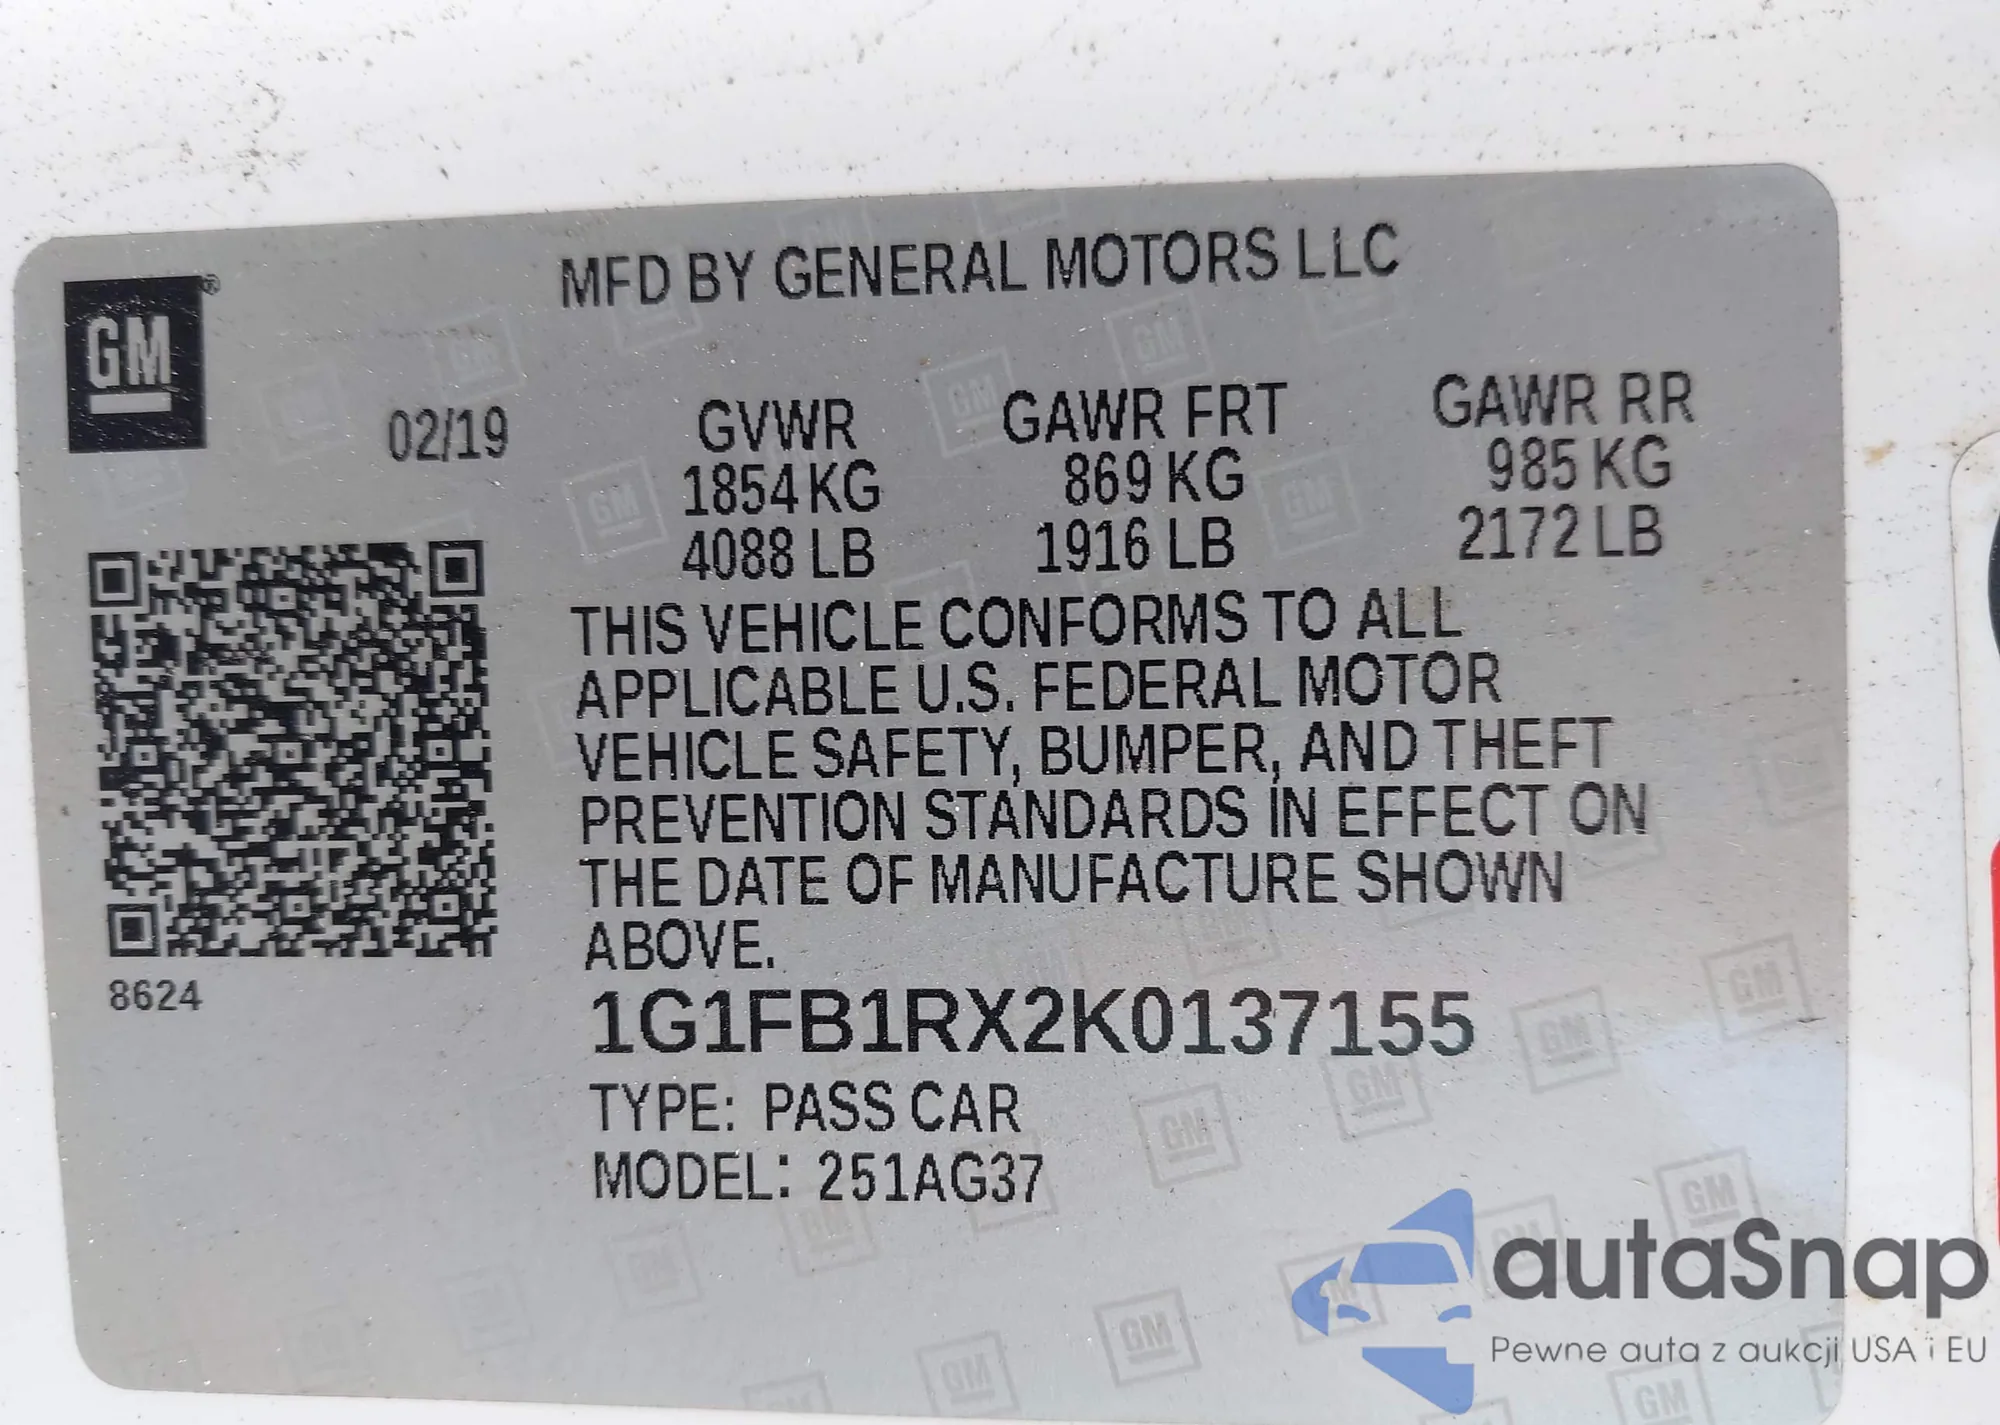 MFD BY GENERAL MOTORS LLC
GM
®
02/19
GVWR
1854 KG
4088 LB
GAWR FRT
869 KG
1916 LB
GAWR RR
985 KG
2172 LB
THIS VEHICLE CONFORMS TO ALL
APPLICABLE U.S. FEDERAL MOTOR
VEHICLE SAFETY, BUMPER, AND THEFT
PREVENTION STANDARDS IN EFFECT ON
THE DATE OF MANUFACTURE SHOWN
ABOVE.
8624
1G1FB1RX2K0137155
TYPE: PASS CAR
MODEL: 251AG37
autaSnap
Pewne auta z aukcji USA i EU